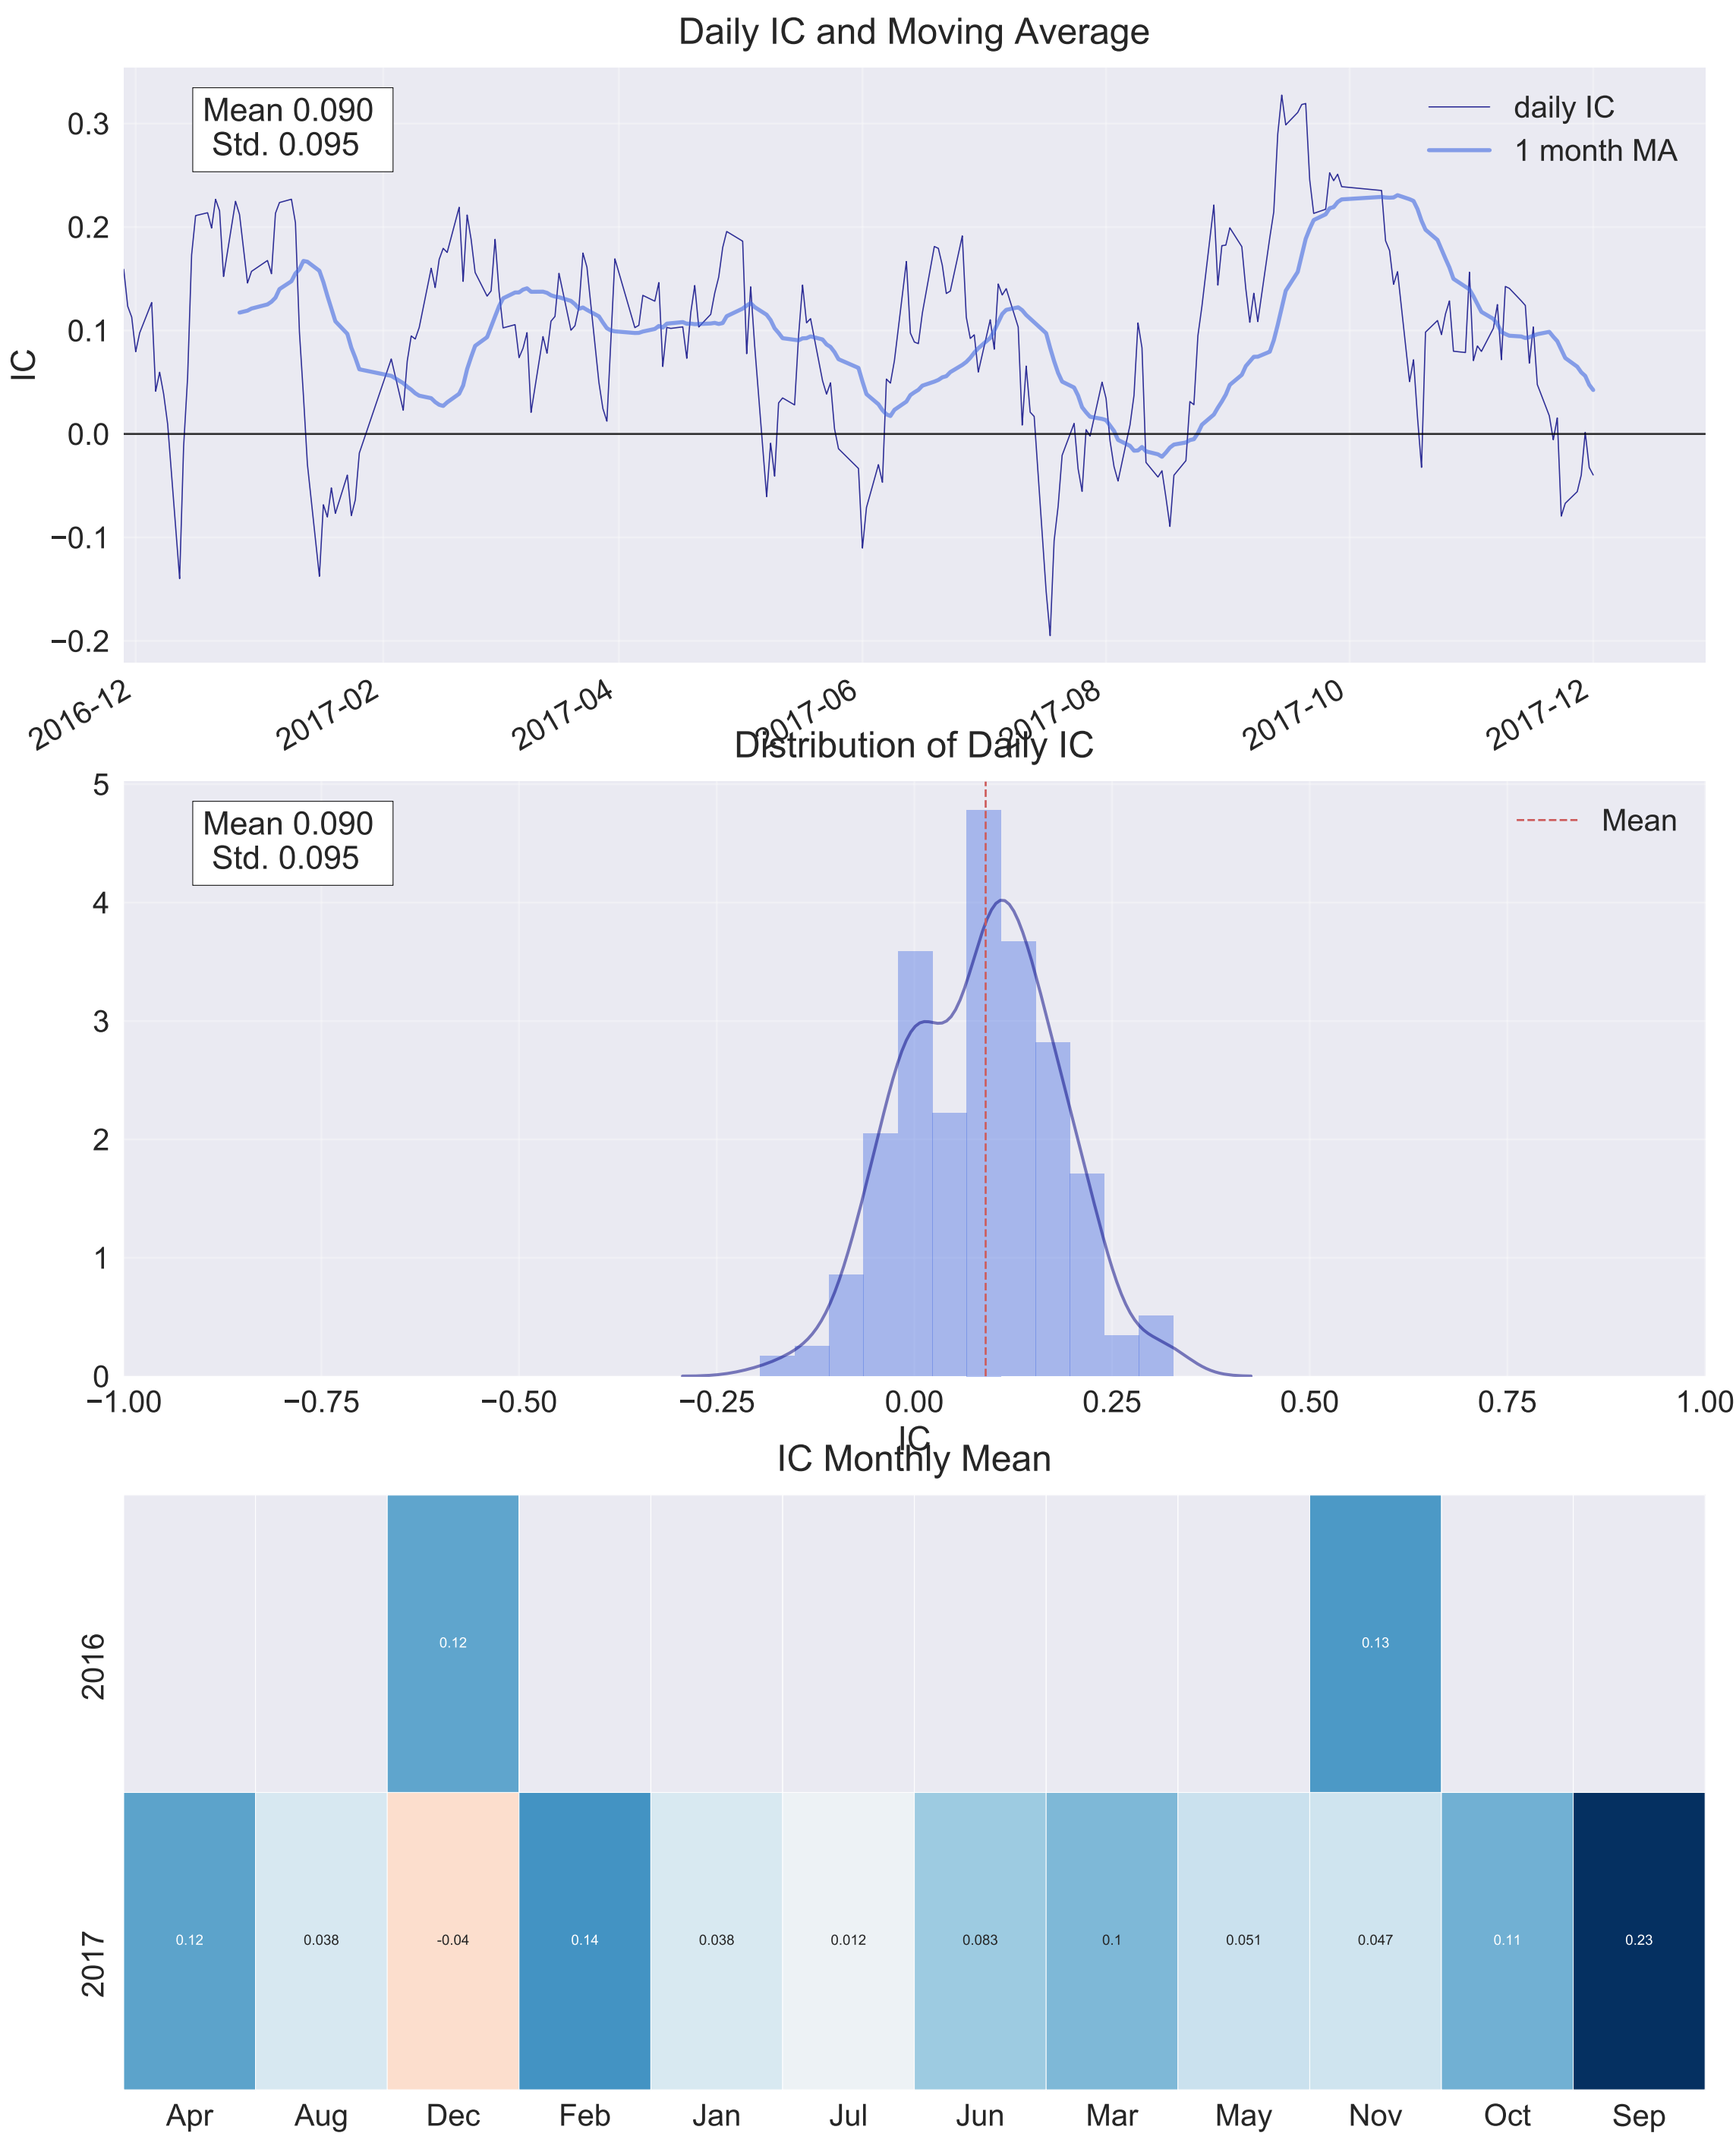 Daily IC and Moving Average
Mean 0.090
Std. 0.095
daily IC
1 month MA
IC
0.3
0.2
0.1
0.0
−0.1
−0.2
2016-12 2017-02 2017-04 2017-06 2017-08 2017-10 2017-12
Distribution of Daily IC
Mean 0.090
Std. 0.095
Mean
5
4
3
2
1
0
−1.00 −0.75 −0.50 −0.25 0.00 0.25 0.50 0.75 1.00
IC
IC Monthly Mean
2016
0.12 0.13
2017
0.12 0.038 -0.04 0.14 0.038 0.012 0.083 0.1 0.051 0.047 0.11 0.23
Apr Aug Dec Feb Jan Jul Jun Mar May Nov Oct Sep